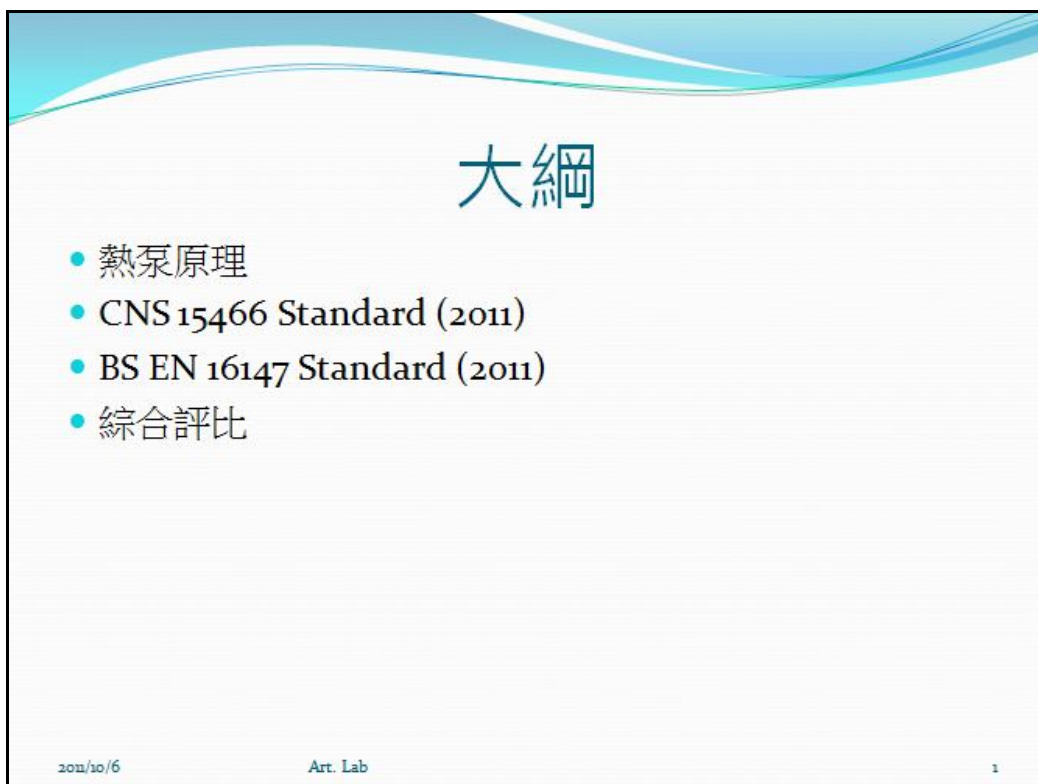 大綱
熱泵原理
CNS 15466 Standard (2011)
BS EN 16147 Standard (2011)
綜合評比
2011/10/6 Art. Lab 1